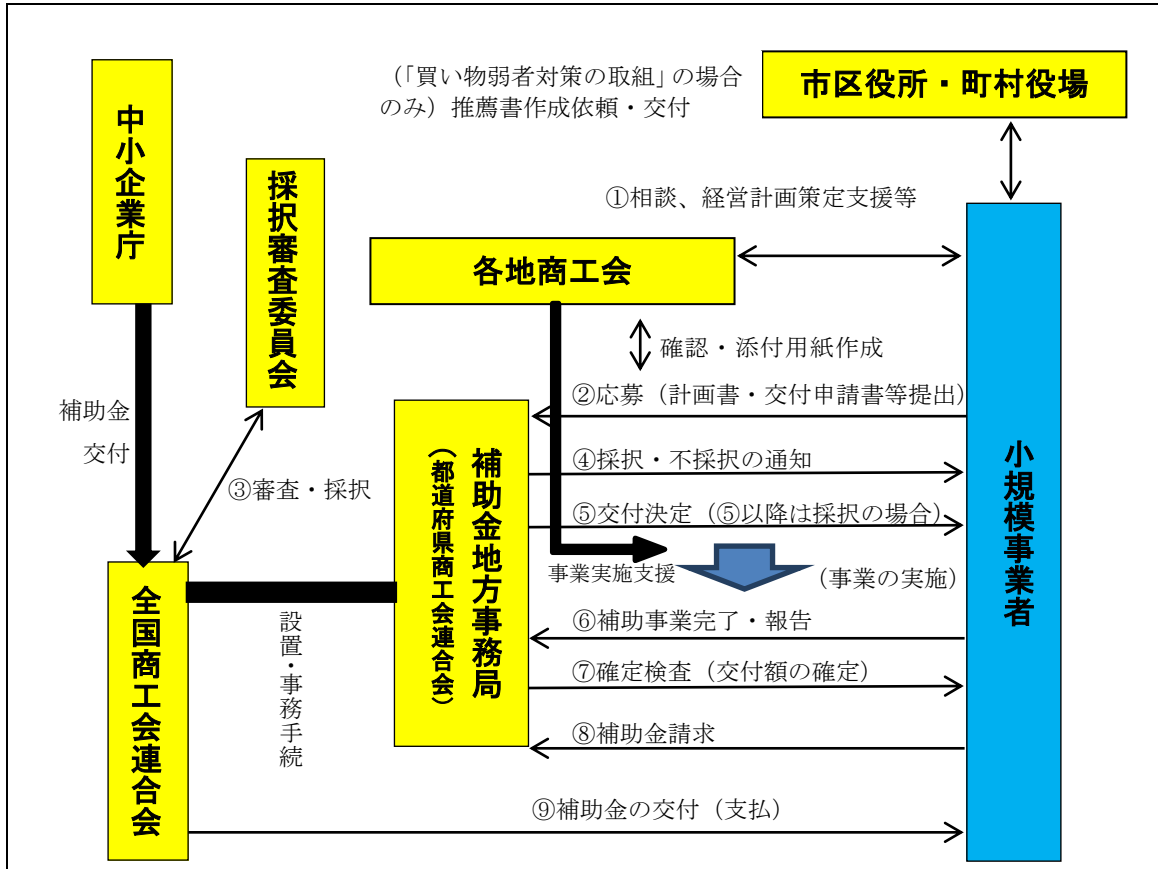 (「買い物弱者対策の取組」の場合
のみ）推薦書作成依頼・交付
市区役所・町村役場
中小企業庁
採択審査委員会
①相談、経営計画策定支援等
各地商工会
確認・添付用紙作成
補助金
交付
②応募（計画書・交付申請書等提出）
③審査・採択
④採択・不採択の通知
⑤交付決定（⑤以降は採択の場合）
補助金地方事務局
（都道府県商工会連合会）
小規模事業者
事業実施支援
（事業の実施）
全国商工会連合会
設置・事務手続
⑥補助事業完了・報告
⑦確定検査（交付額の確定）
⑧補助金請求
⑨補助金の交付（支払）